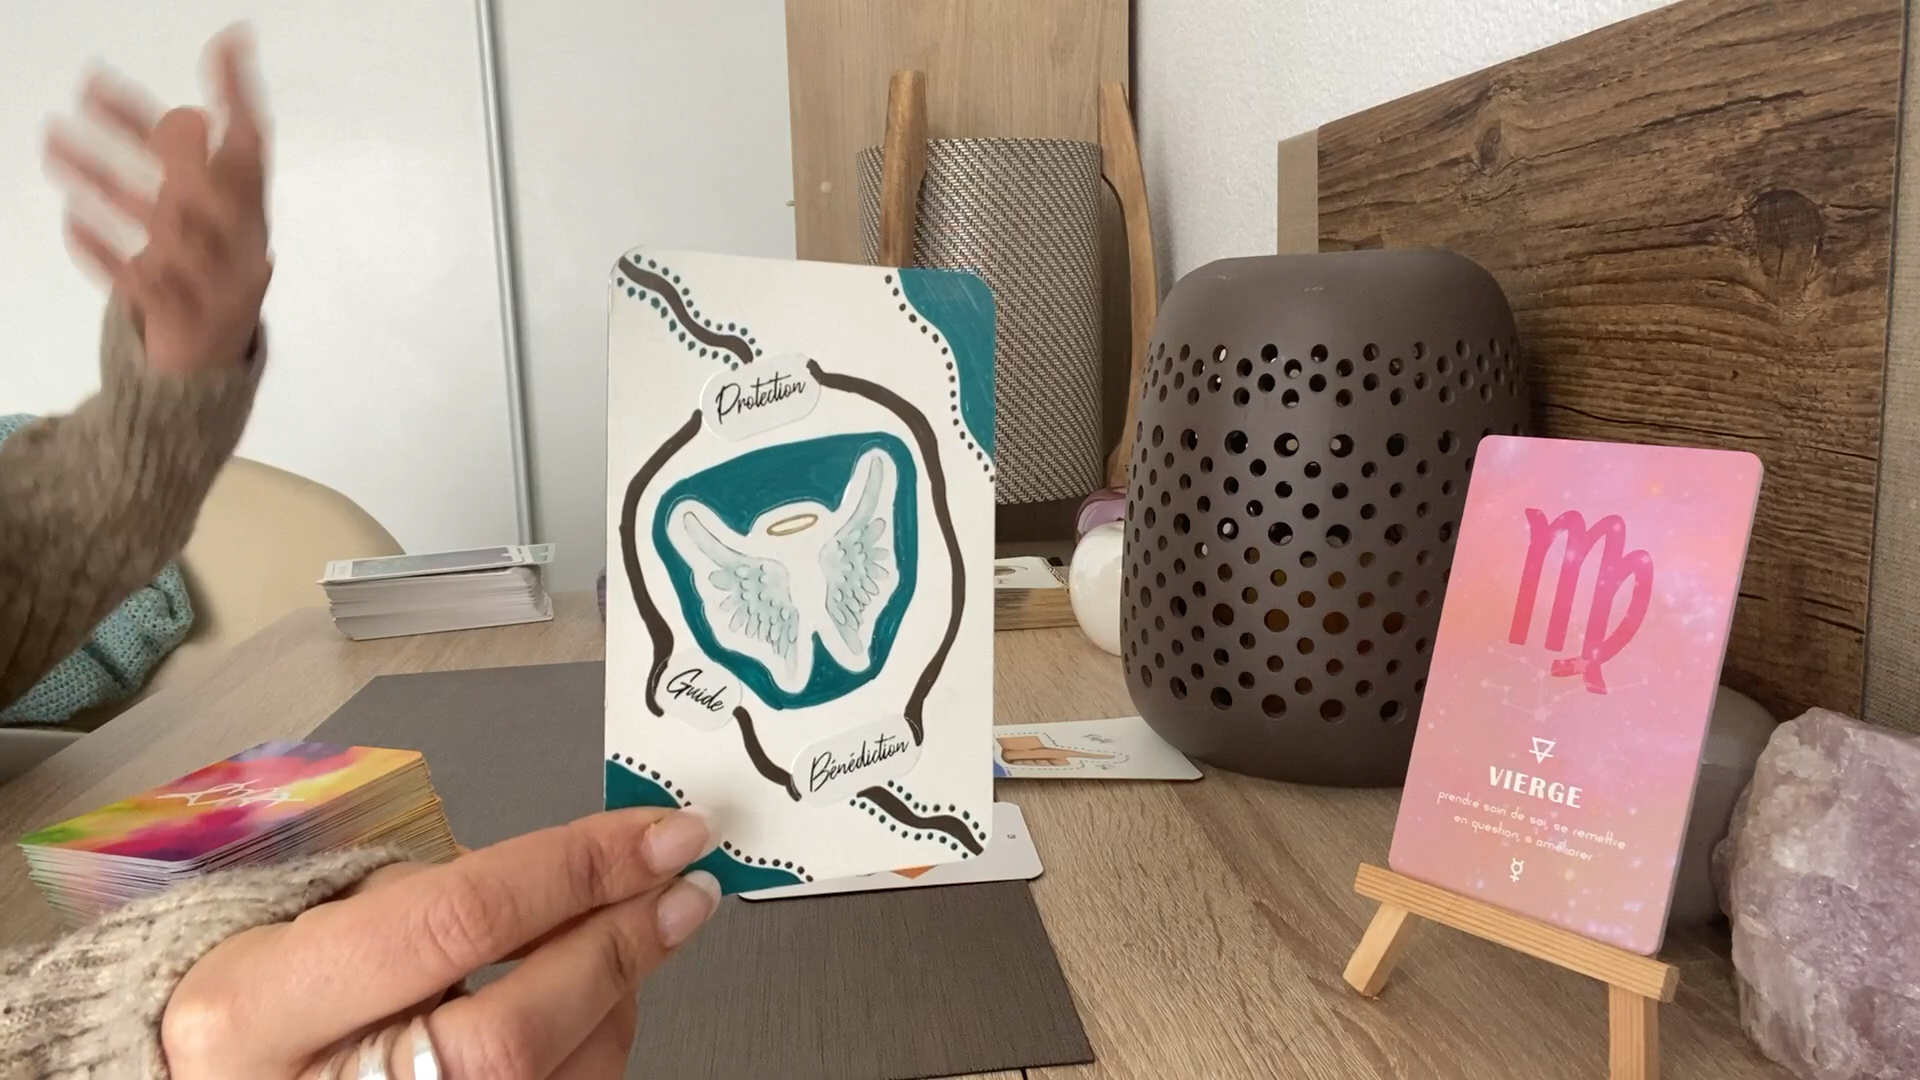 Protection
Guide
Bénédiction
VIERGE
prendre soin de soi, se remettre
en question, s'améliorer